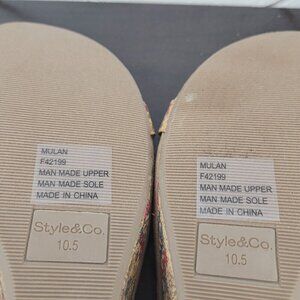 MULAN
F42199
MAN MADE UPPER
MAN MADE SOLE
MADE IN CHINA
Style&Co.
10.5
MULAN
F42199
MAN MADE UPPER
MAN MADE SOLE
MADE IN CHINA
Style&Co.
10.5